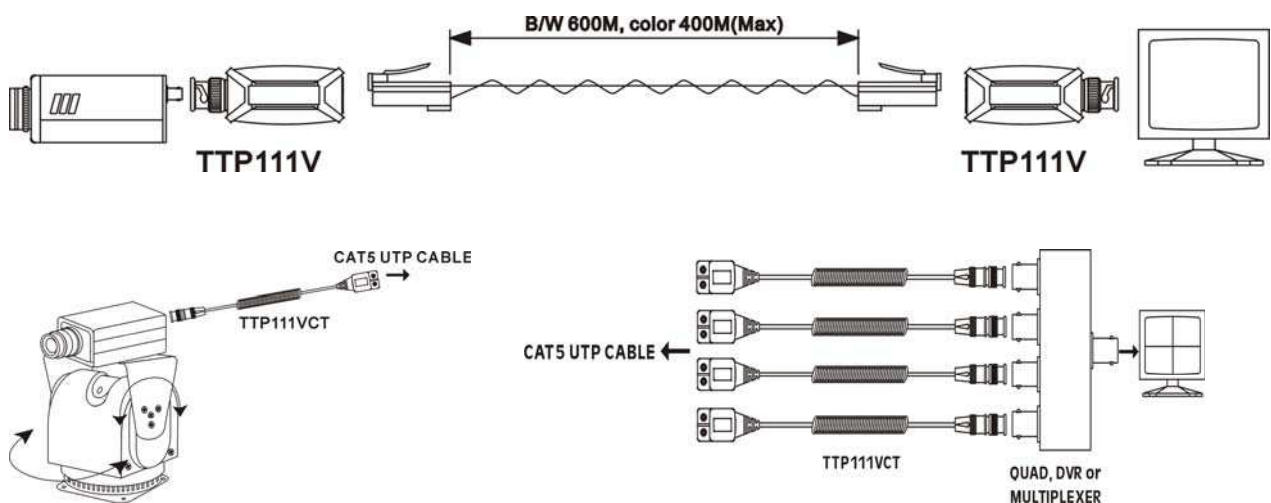 B/W 600M, color 400M(Max)
TTP111V
TTP111V
CAT5 UTP CABLE
TTP111VCT
CAT5 UTP CABLE
TTP111VCT
QUAD, DVR or
MULTIPLEXER